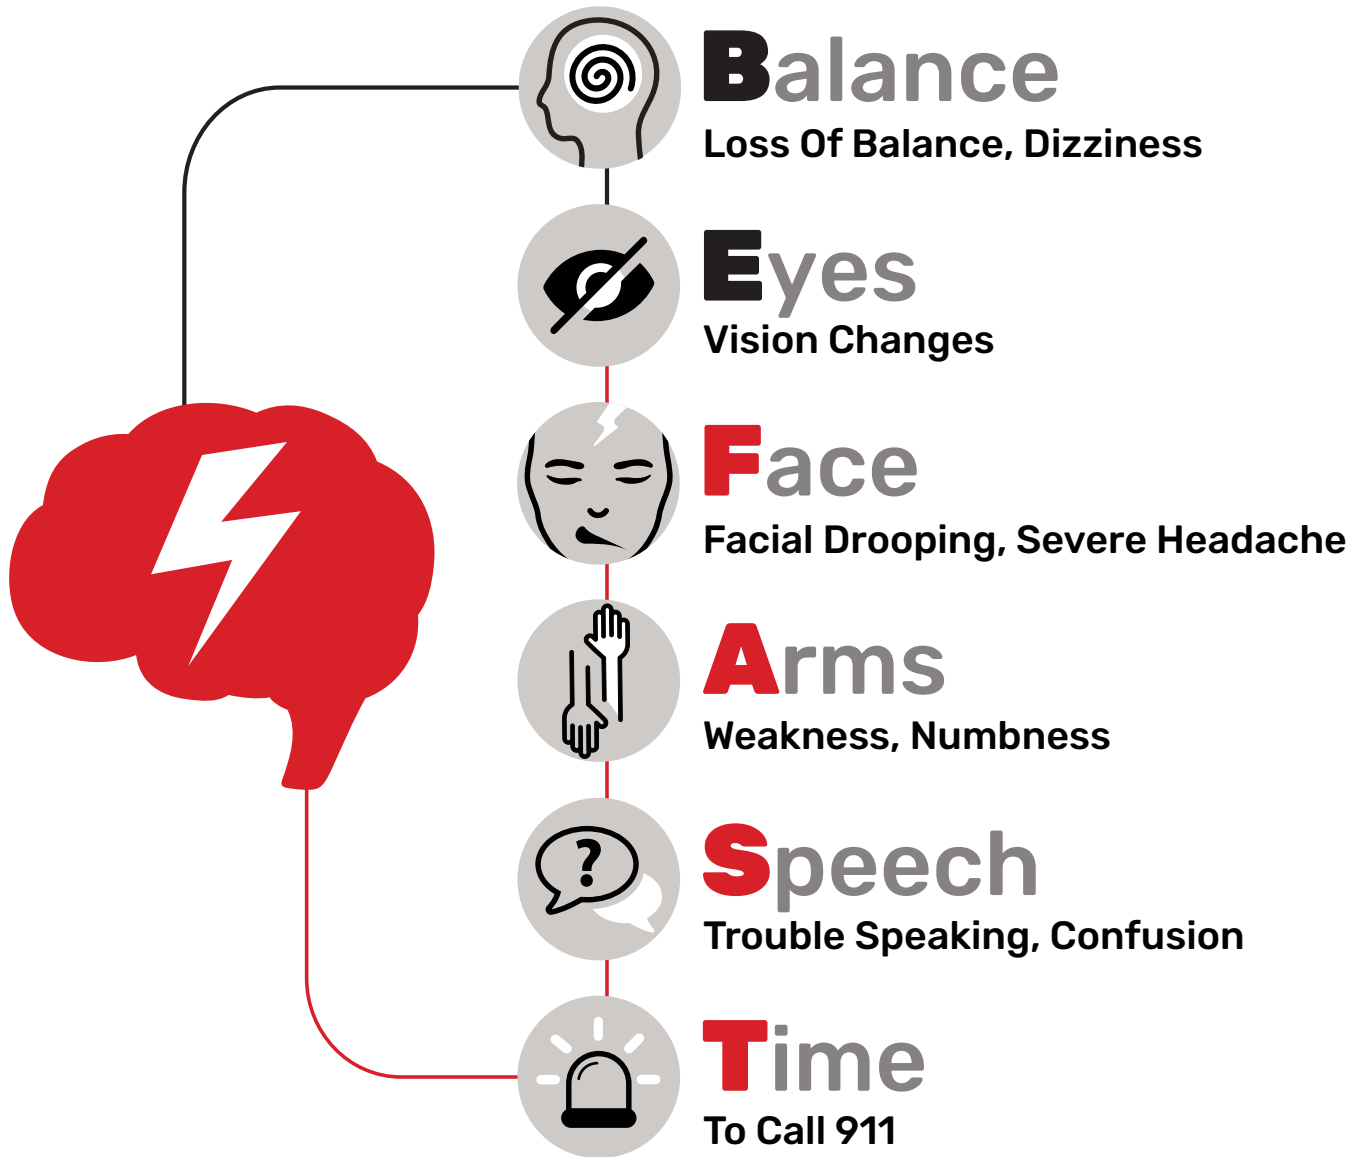 Balance
Loss Of Balance, Dizziness
Eyes
Vision Changes
Face
Facial Drooping, Severe Headache
Arms
Weakness, Numbness
?
Speech
Trouble Speaking, Confusion
Time
To Call 911